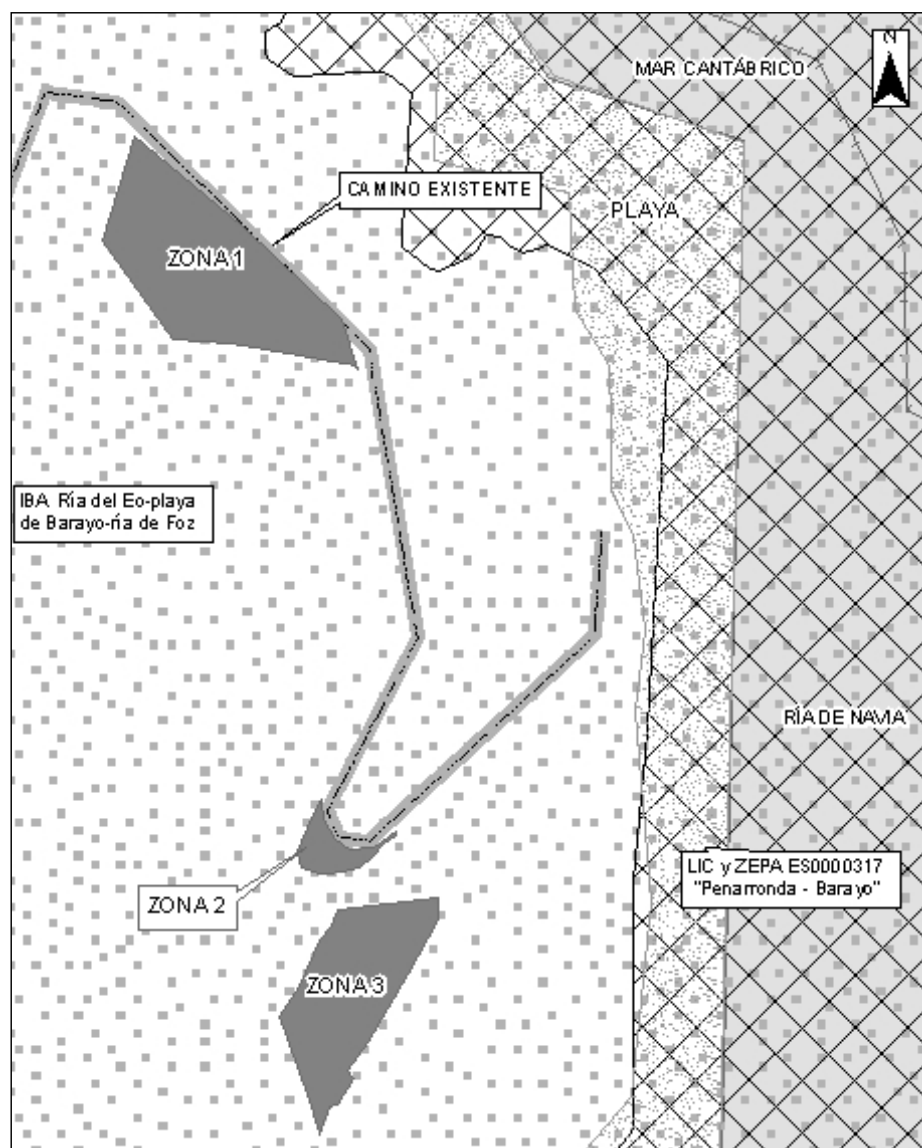 N
MAR CANTÁBRICO
CAMINO EXISTENTE
PLAYA
ZONA 1
IBA Ría del Eo-playa
de Barayo-ría de Foz
RÍA DE NAVIA
LIC y ZEPA ES0000317
"Penarronda - Barayo"
ZONA 2
ZONA 3